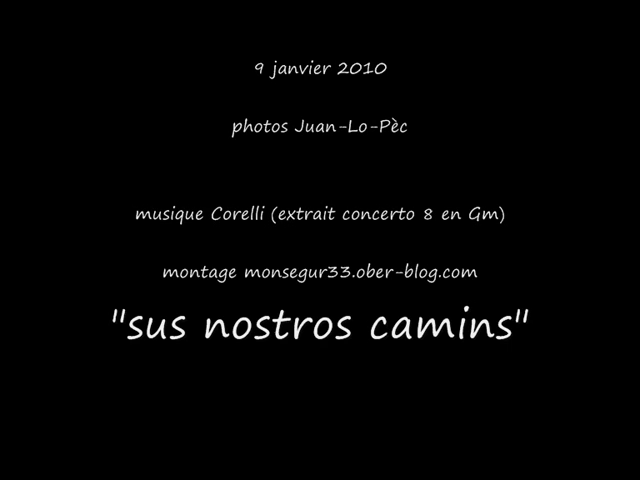 9 janvier 2010
photos Juan-Lo-Pèc
musique Corelli (extrait concerto 8 en Gm)
montage monsegur33.ober-blog.com
"sus nostros camins"